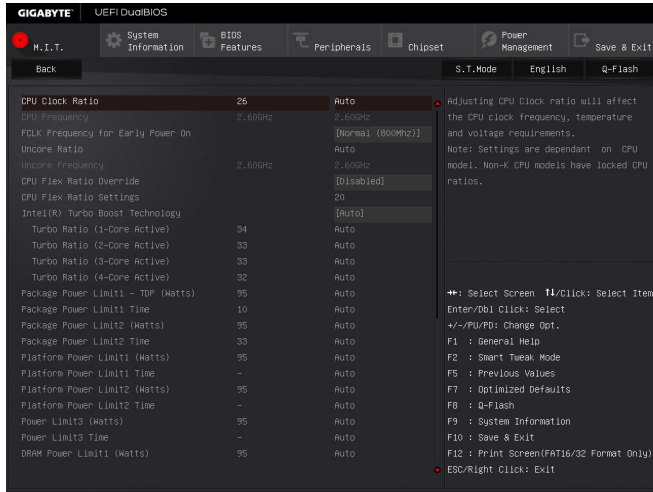 GIGABYTE™ UEFI DualBIOS
M.I.T. System Information BIOS Features Peripherals Chipset Power Management Save & Exit
Back S.T.Mode English Q-Flash
CPU Clock Ratio 26 Auto
CPU Frequency 2.60GHz 2.60GHz
FCLK Frequency for Early Power On [Normal (800Mhz)]
Uncore Ratio Auto
Uncore Frequency 2.60GHz 2.60GHz
CPU Flex Ratio Override [Disabled]
CPU Flex Ratio Settings 20
Intel(R) Turbo Boost Technology [Auto]
Turbo Ratio (1-Core Active) 34 Auto
Turbo Ratio (2-Core Active) 33 Auto
Turbo Ratio (3-Core Active) 33 Auto
Turbo Ratio (4-Core Active) 32 Auto
Package Power Limit1 - TDP (Watts) 95 Auto
Package Power Limit1 Time 10 Auto
Package Power Limit2 (Watts) 95 Auto
Package Power Limit2 Time 33 Auto
Platform Power Limit1 (Watts) 95 Auto
Platform Power Limit1 Time - Auto
Platform Power Limit2 (Watts) 95 Auto
Platform Power Limit2 Time - Auto
Power Limit3 (Watts) 95 Auto
Power Limit3 Time - Auto
DRAM Power Limit1 (Watts) 95 Auto
Adjusting CPU Clock ratio will affect
the CPU clock frequency, temperature
and voltage requirements.
Note: Settings are dependant on CPU
model. Non-K CPU models have locked CPU
ratios.
→←: Select Screen ↑↓/Click: Select Item
Enter/Dbl Click: Select
+/-/PU/PD: Change Opt.
F1 : General Help
F2 : Smart Tweak Mode
F5 : Previous Values
F7 : Optimized Defaults
F8 : Q-Flash
F9 : System Information
F10 : Save & Exit
F12 : Print Screen(FAT16/32 Format Only)
ESC/Right Click: Exit